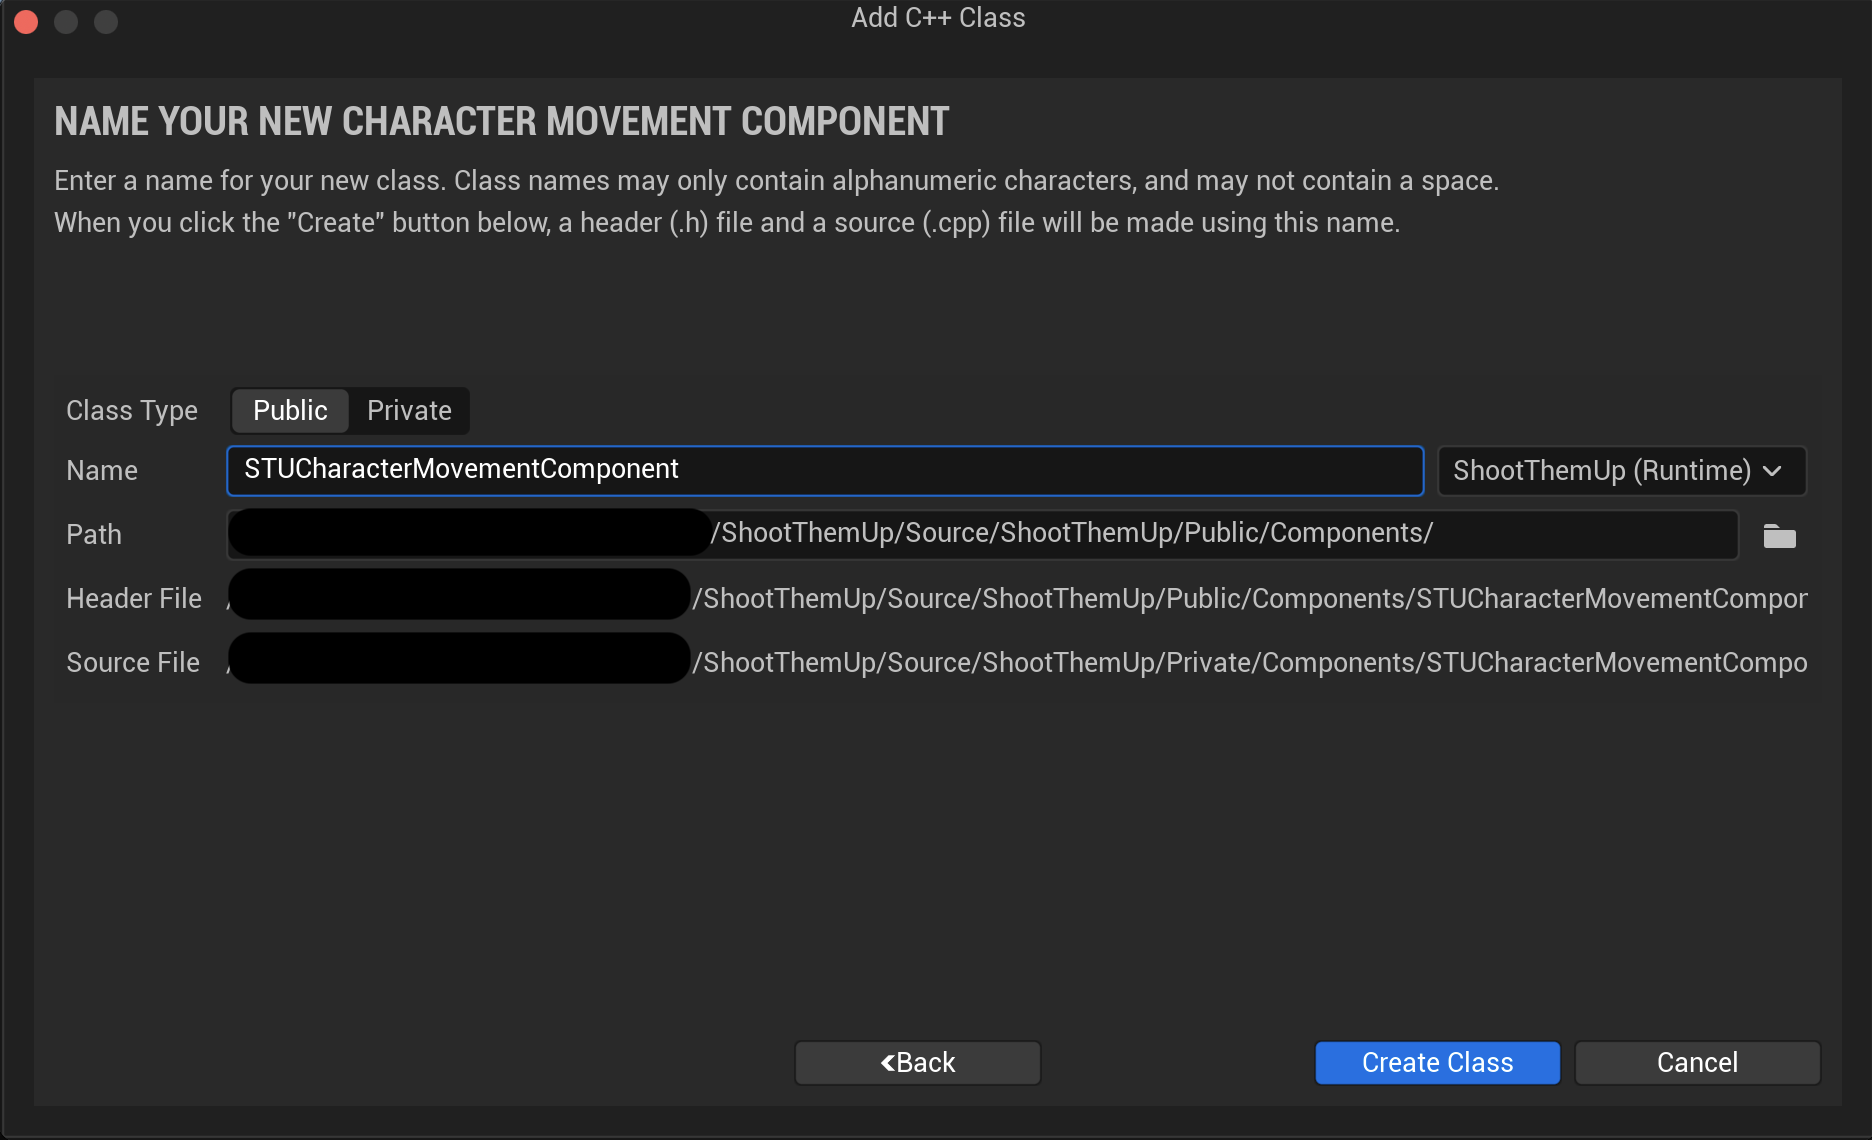 Add C++ Class
NAME YOUR NEW CHARACTER MOVEMENT COMPONENT
Enter a name for your new class. Class names may only contain alphanumeric characters, and may not contain a space.
When you click the "Create" button below, a header (.h) file and a source (.cpp) file will be made using this name.
Class Type Public Private
Name STUCharacterMovementComponent ShootThemUp (Runtime)
Path /ShootThemUp/Source/ShootThemUp/Public/Components/
Header File /ShootThemUp/Source/ShootThemUp/Public/Components/STUCharacterMovementCompon
Source File /ShootThemUp/Source/ShootThemUp/Private/Components/STUCharacterMovementCompo
<Back Create Class Cancel